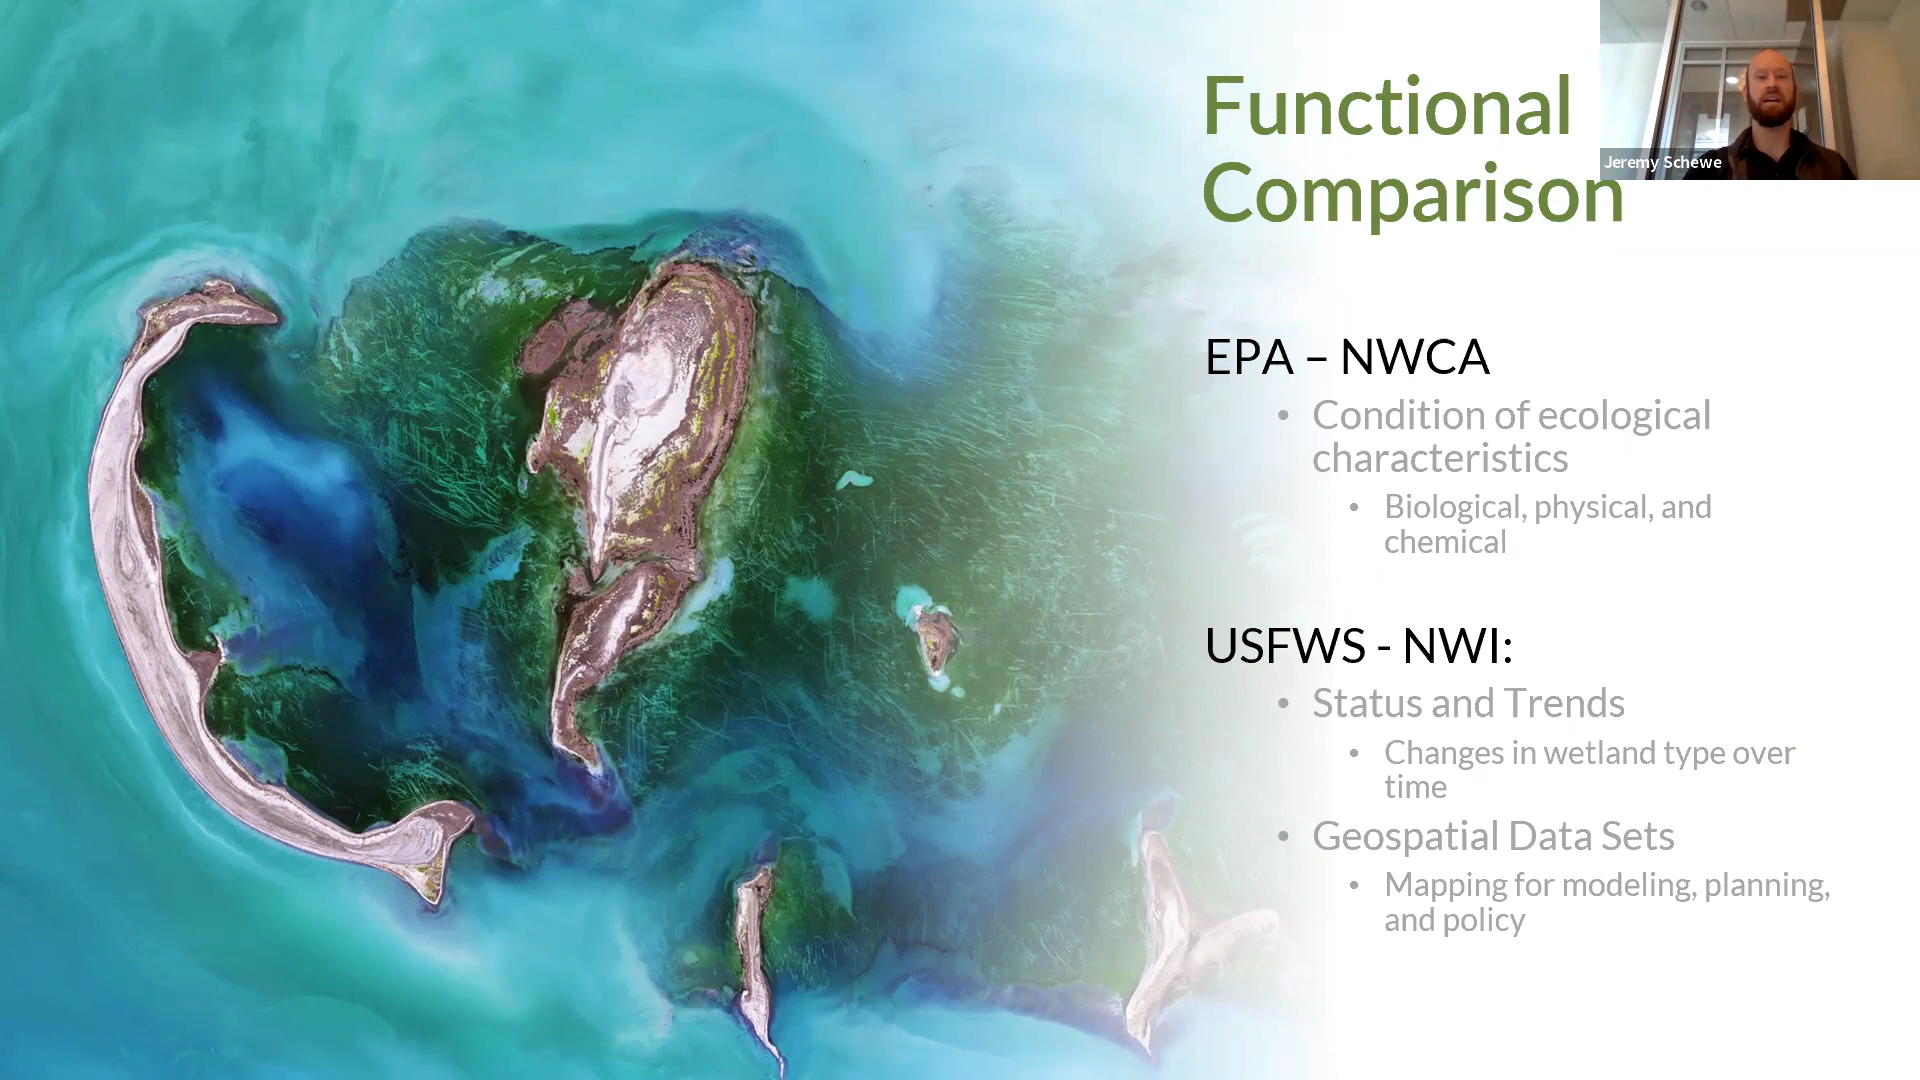 Functional
Comparison
Jeremy Schewe
EPA – NWCA
• Condition of ecological
characteristics
• Biological, physical, and
chemical
USFWS - NWI:
• Status and Trends
• Changes in wetland type over
time
• Geospatial Data Sets
• Mapping for modeling, planning,
and policy